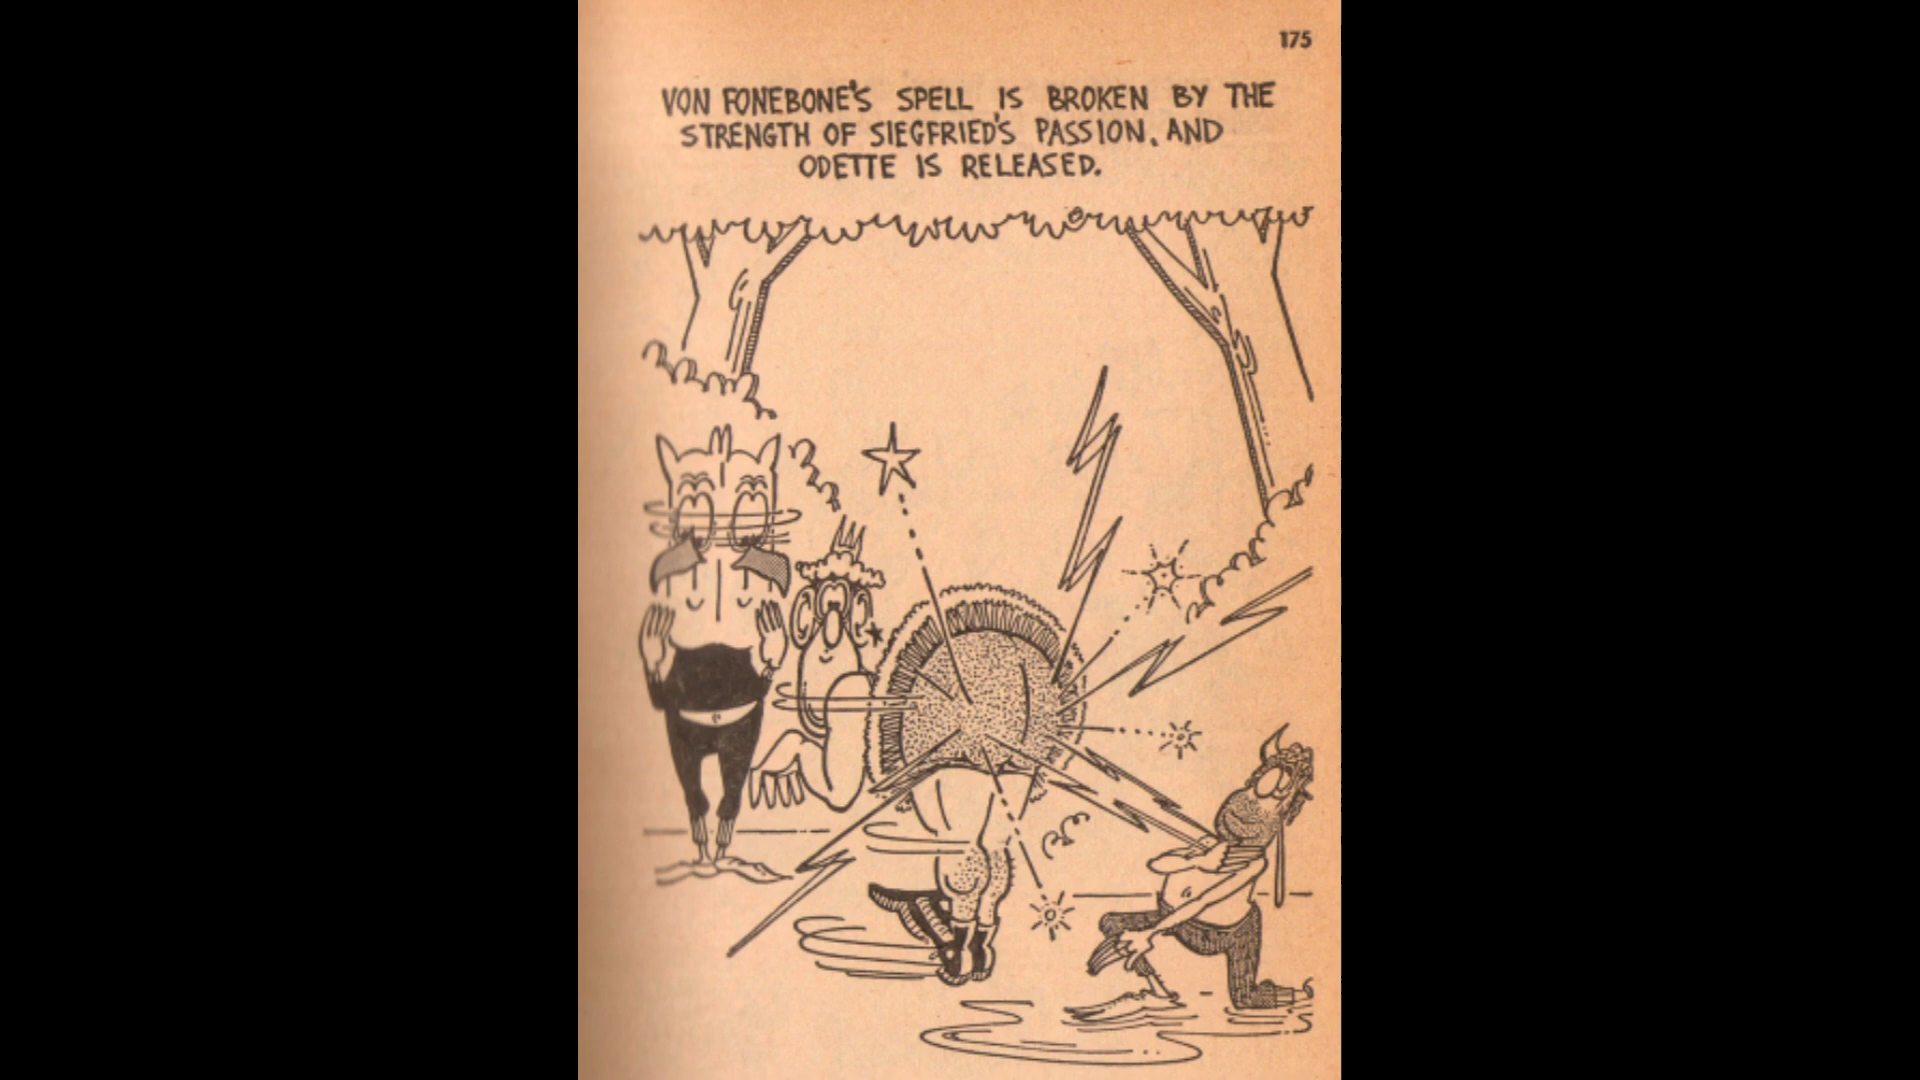 175
VON FONEBONE'S SPELL IS BROKEN BY THE
STRENGTH OF SIEGFRIED'S PASSION, AND
ODETTE IS RELEASED.